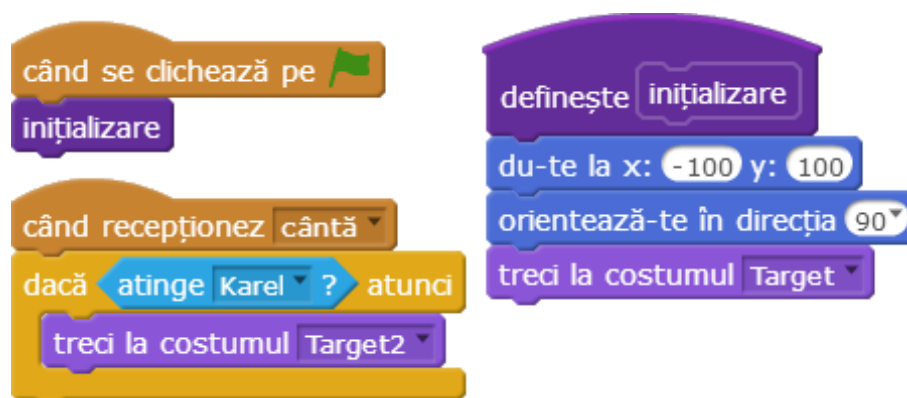 când se clichează pe
inițializare
când recepționez cântă
dacă atinge Karel ? atunci
treci la costumul Target2
definește inițializare
du-te la x: -100 y: 100
orientează-te în direcția 90
treci la costumul Target